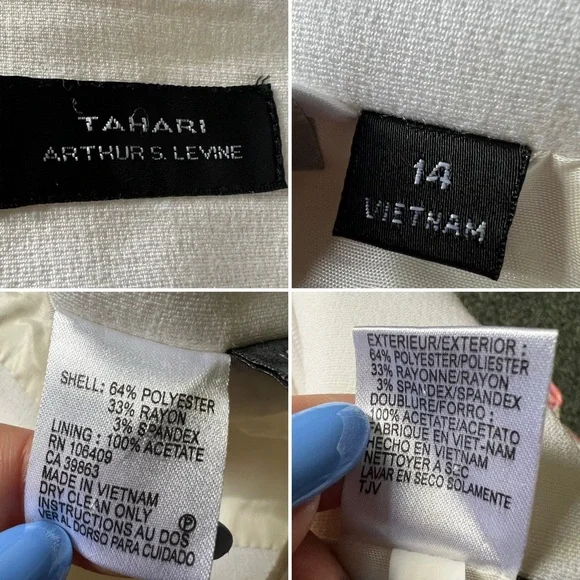 TAHARI
ARTHUR S. LEVINE
14
VIETNAM
SHELL: 64% POLYESTER
33% RAYON
3% SPANDEX
LINING : 100% ACETATE
RN 106409
CA 39863
MADE IN VIETNAM
DRY CLEAN ONLY
INSTRUCTIONS AU DOS
VER AL DORSO PARA CUIDADO
P
EXTERIEUR/EXTERIOR :
64% POLYESTER/POLIESTER
33% RAYONNE/RAYON
3% SPANDEX/SPANDEX
DOUBLURE/FORRO :
100% ACETATE/ACETATO
FABRIQUE EN VIET-NAM
HECHO EN VIETNAM
NETTOYER A SEC
LAVAR EN SECO SOLAMENTE
TJV